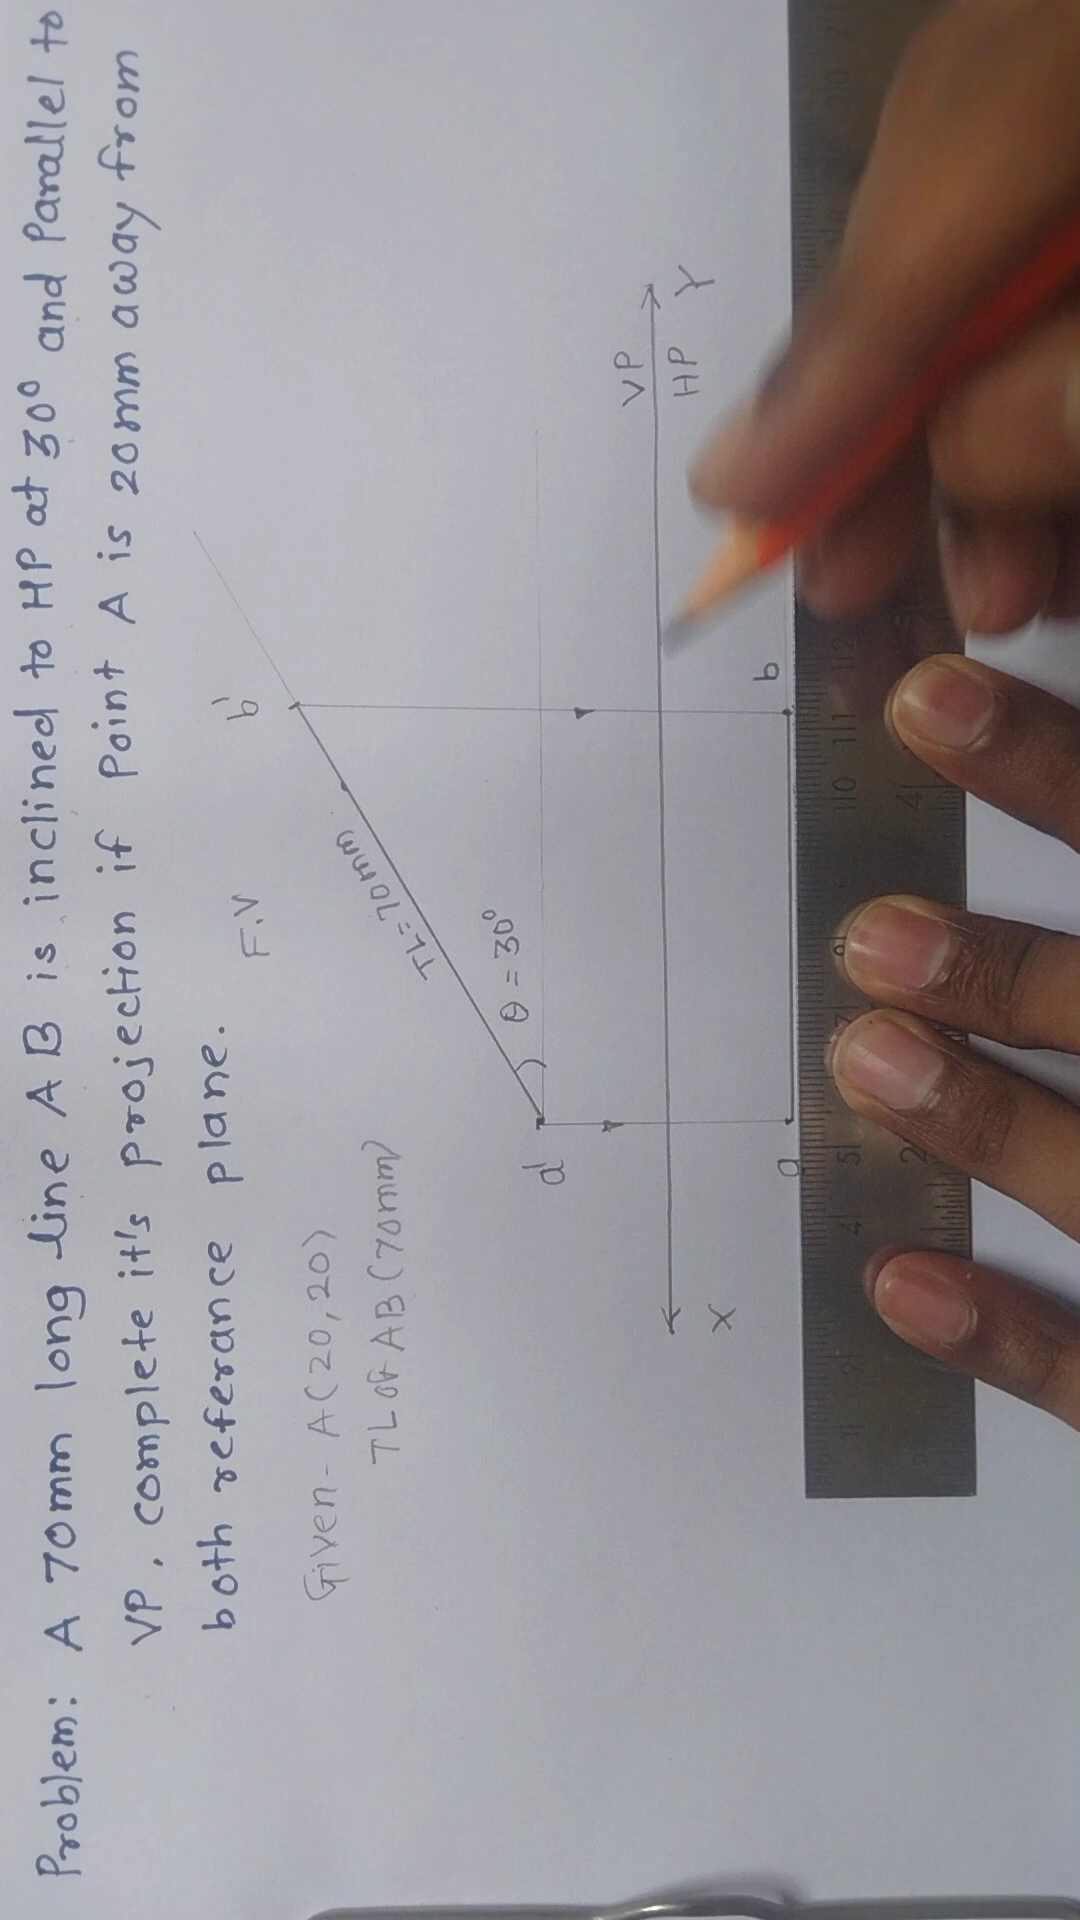 Problem: A 70mm long line AB is inclined to HP at 30° and Parallel to
VP, complete it's projection if Point A is 20mm away from
both referance plane.
F.V
Given - A(20,20)
TL of AB(70mm)
b'
TL=70mm
θ = 30°
a'
VP
HP
X
Y
a
b